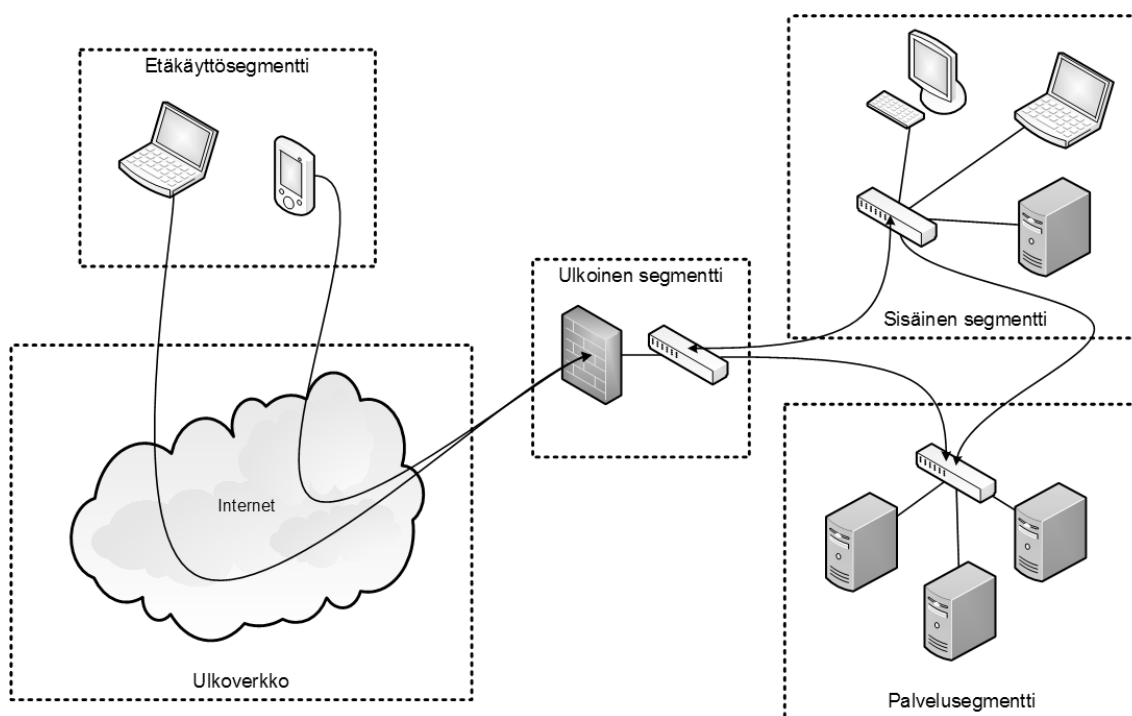 Etäkäyttösegmentti
Ulkoinen segmentti
Sisäinen segmentti
Internet
Ulkoverkko
Palvelusegmentti